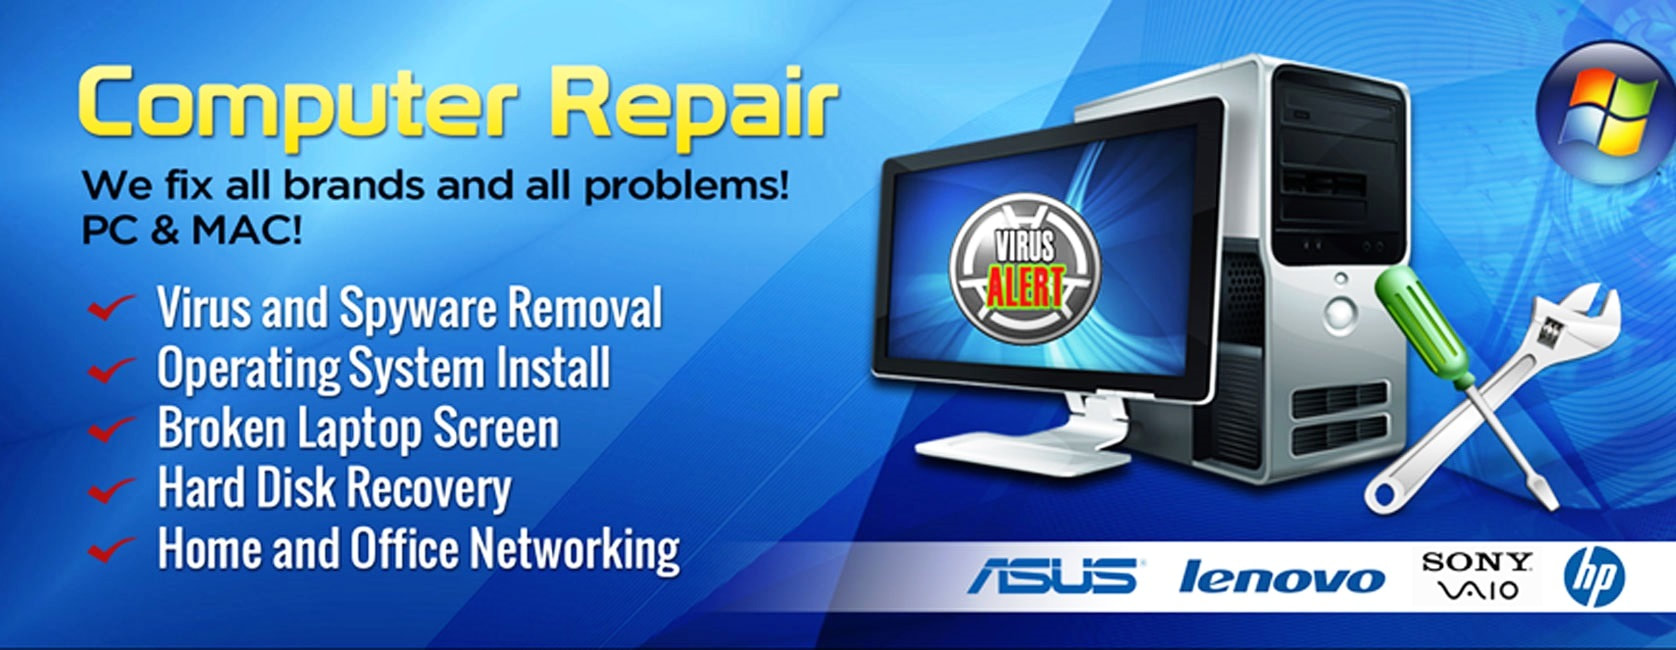 Computer Repair
We fix all brands and all problems!
PC & MAC!
Virus and Spyware Removal
Operating System Install
Broken Laptop Screen
Hard Disk Recovery
Home and Office Networking
VIRUS
ALERT
ASUS
lenovo
SONY
VAIO
hp